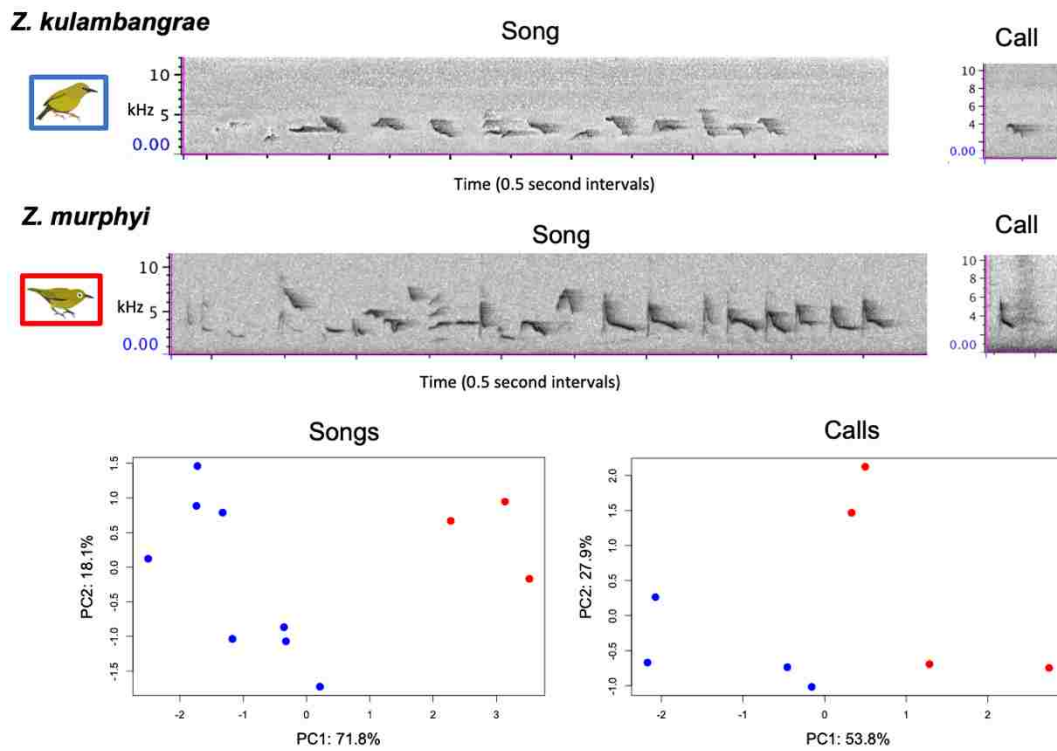 Z. kulambangrae
Song
Call
10
kHz
5
0.00
10
8
6
4
0.00
Time (0.5 second intervals)
Z. murphyi
Song
Call
10
kHz
5
0.00
10
8
6
4
0.00
Time (0.5 second intervals)
Songs
Calls
PC2: 18.1%
1.5
1.0
0.5
0.0
-0.5
-1.0
-1.5
-2 -1 0 1 2 3
PC1: 71.8%
PC2: 27.9%
2.0
1.5
1.0
0.5
0.0
-0.5
-1.0
-2 -1 0 1 2
PC1: 53.8%